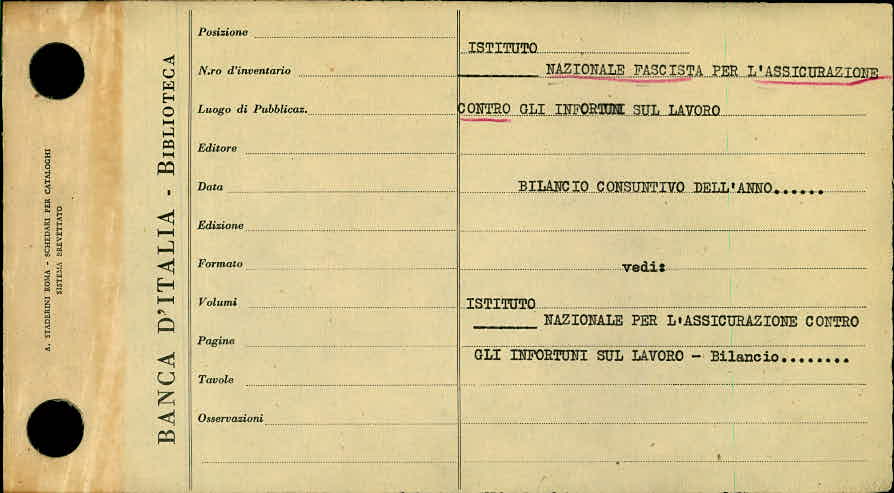 A. STADERINI ROMA - SCHEDARI PER CATALOGHI
SISTEMA BREVETTATO
BANCA D'ITALIA - BIBLIOTECA
Posizione
N.ro d'inventario
Luogo di Pubblicaz.
Editore
Data
Edizione
Formato
Volumi
Pagine
Tavole
Osservazioni
ISTITUTO
NAZIONALE FASCISTA PER L'ASSICURAZIONE
CONTRO GLI INFORTUNI SUL LAVORO
BILANCIO CONSUNTIVO DELL'ANNO......
vedi:
ISTITUTO
NAZIONALE PER L'ASSICURAZIONE CONTRO
GLI INFORTUNI SUL LAVORO - Bilancio........